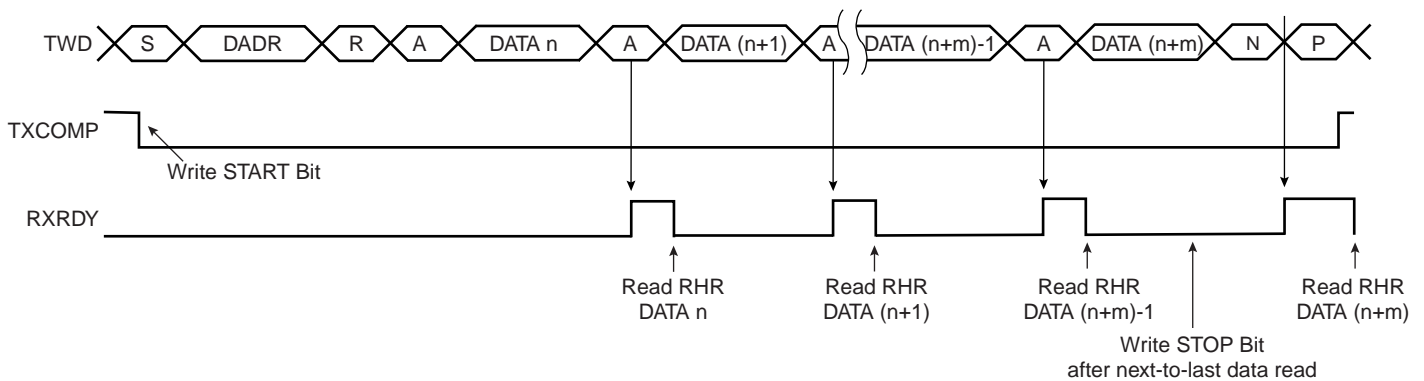 TWD S DADR R A DATA n A DATA (n+1) A DATA (n+m)-1 A DATA (n+m) N P
TXCOMP
Write START Bit
RXRDY
Read RHR
DATA n
Read RHR
DATA (n+1)
Read RHR
DATA (n+m)-1
Read RHR
DATA (n+m)
Write STOP Bit
after next-to-last data read